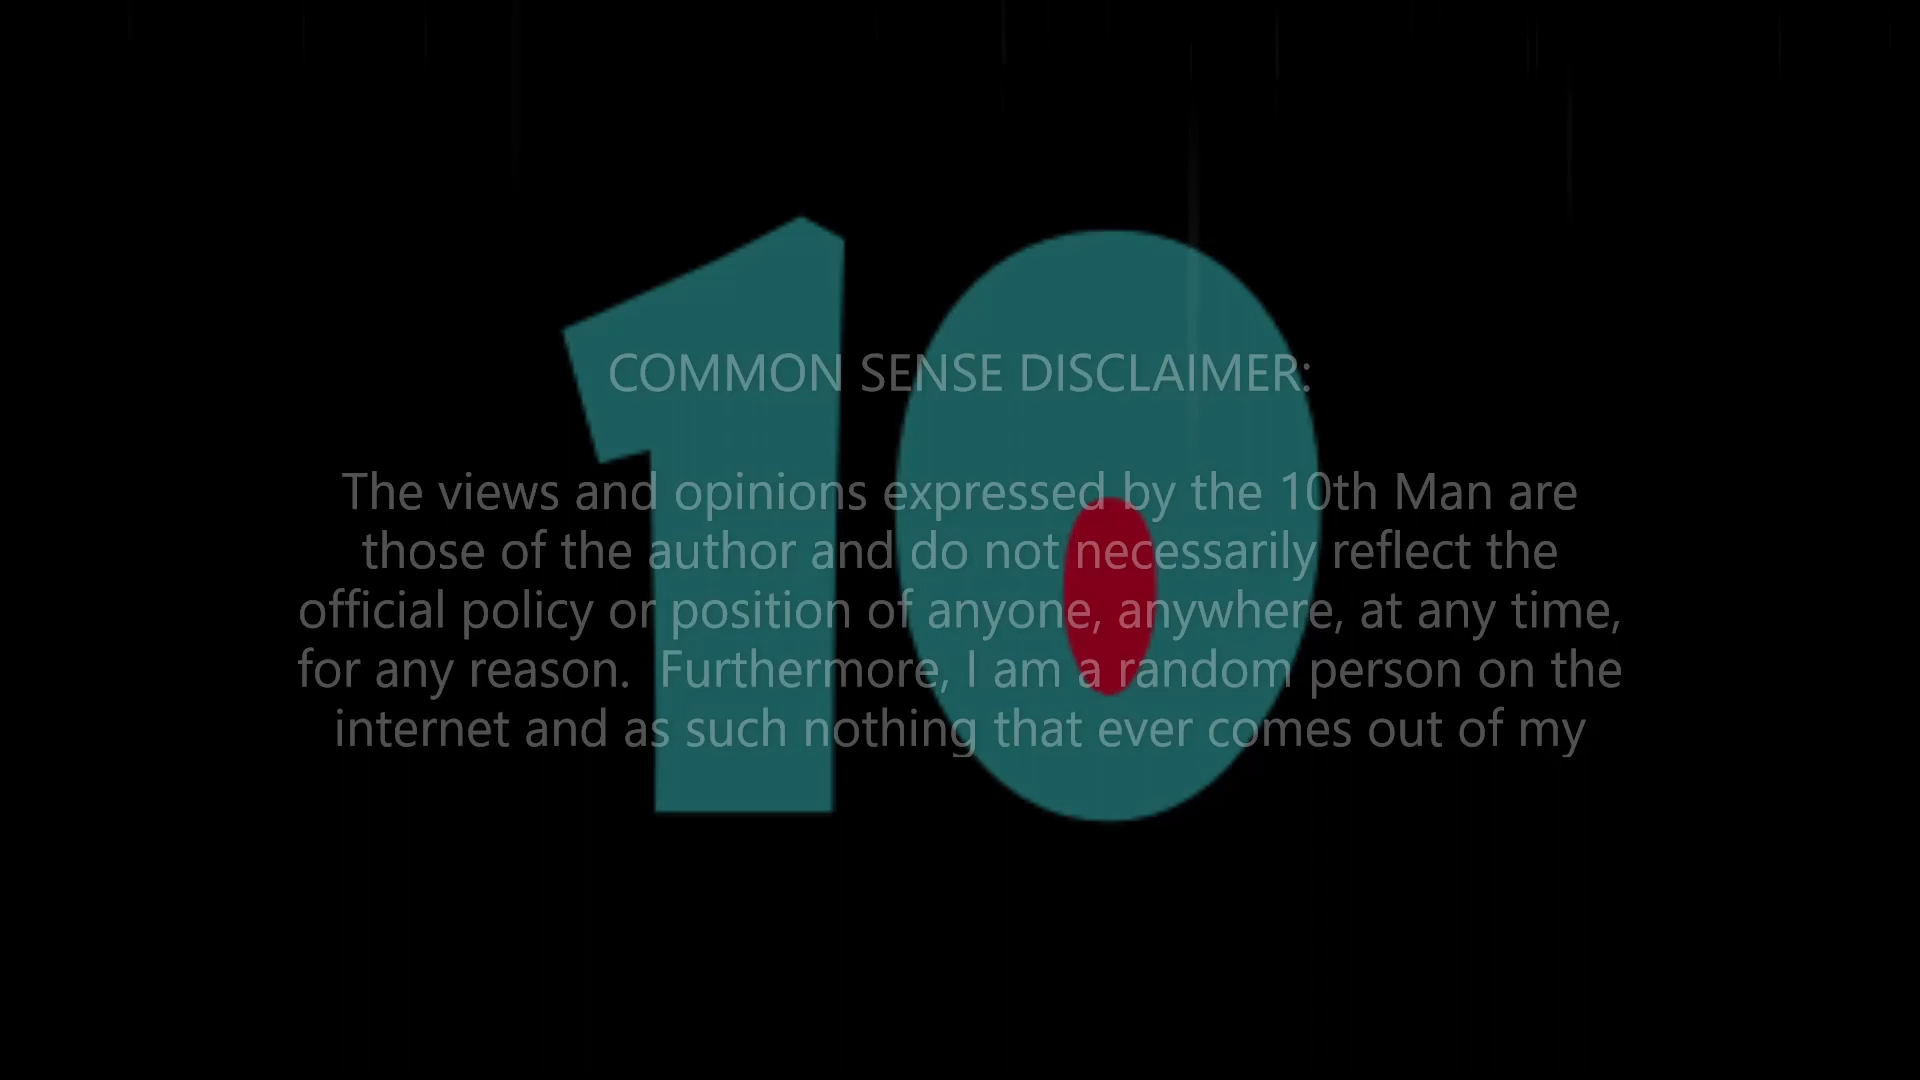 10
COMMON SENSE DISCLAIMER:
The views and opinions expressed by the 10th Man are
those of the author and do not necessarily reflect the
official policy or position of anyone, anywhere, at any time,
for any reason.  Furthermore, I am a random person on the
internet and as such nothing that ever comes out of my